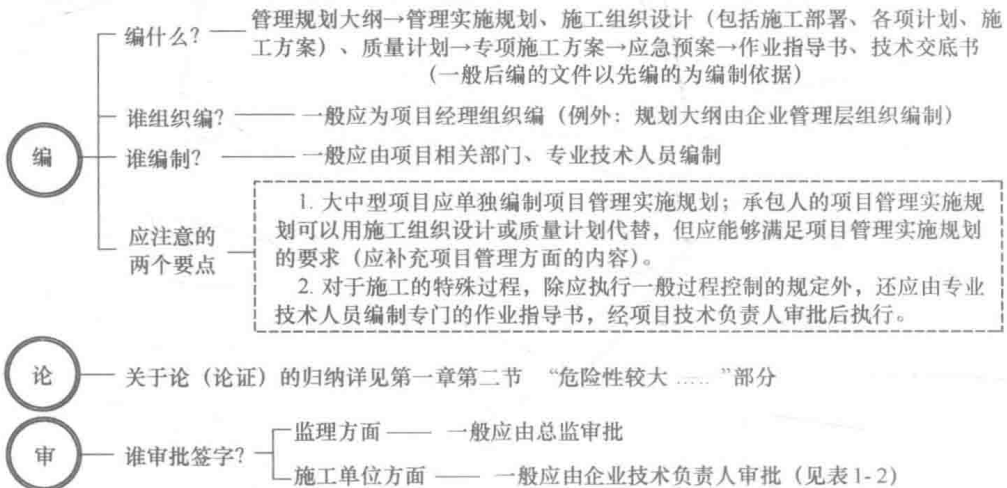 管理规划大纲→管理实施规划、施工组织设计（包括施工部署、各项计划、施
编什么？
工方案）、质量计划→专项施工方案→应急预案→作业指导书、技术交底书
（一般后编的文件以先编的为编制依据）
谁组织编？ 一般应为项目经理组织编（例外：规划大纲由企业管理层组织编制）
编
谁编制？ 一般应由项目相关部门、专业技术人员编制
应注意的
两个要点
1. 大中型项目应单独编制项目管理实施规划；承包人的项目管理实施规
划可以用施工组织设计或质量计划代替，但应能够满足项目管理实施规划
的要求（应补充项目管理方面的内容）。
2. 对于施工的特殊过程，除应执行一般过程控制的规定外，还应由专业
技术人员编制专门的作业指导书，经项目技术负责人审批后执行。
论 关于论（论证）的归纳详见第一章第二节 “危险性较大……”部分
审
谁审批签字？
监理方面 —— 一般应由总监审批
施工单位方面 —— 一般应由企业技术负责人审批（见表1-2）